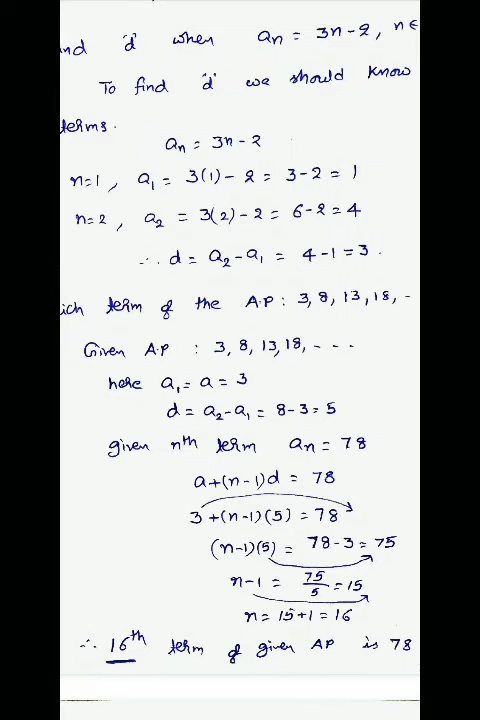 ind 'd' when an = 3n-2, n∈
To find 'd' we should know
terms.
an = 3n-2
n=1, a1 = 3(1)-2 = 3-2 = 1
n=2, a2 = 3(2)-2 = 6-2 = 4
∴ d = a2-a1 = 4-1 = 3.
ich term of the A.P : 3, 8, 13, 18, -
Given A.P : 3, 8, 13, 18, - - -
here a1 = a = 3
d = a2-a1 = 8-3 = 5
given nth term an = 78
a+(n-1)d = 78
3+(n-1)(5) = 78
(n-1)(5) = 78-3 = 75
n-1 = 75/5 = 15
n = 15+1 = 16
∴ 16th term of given AP is 78